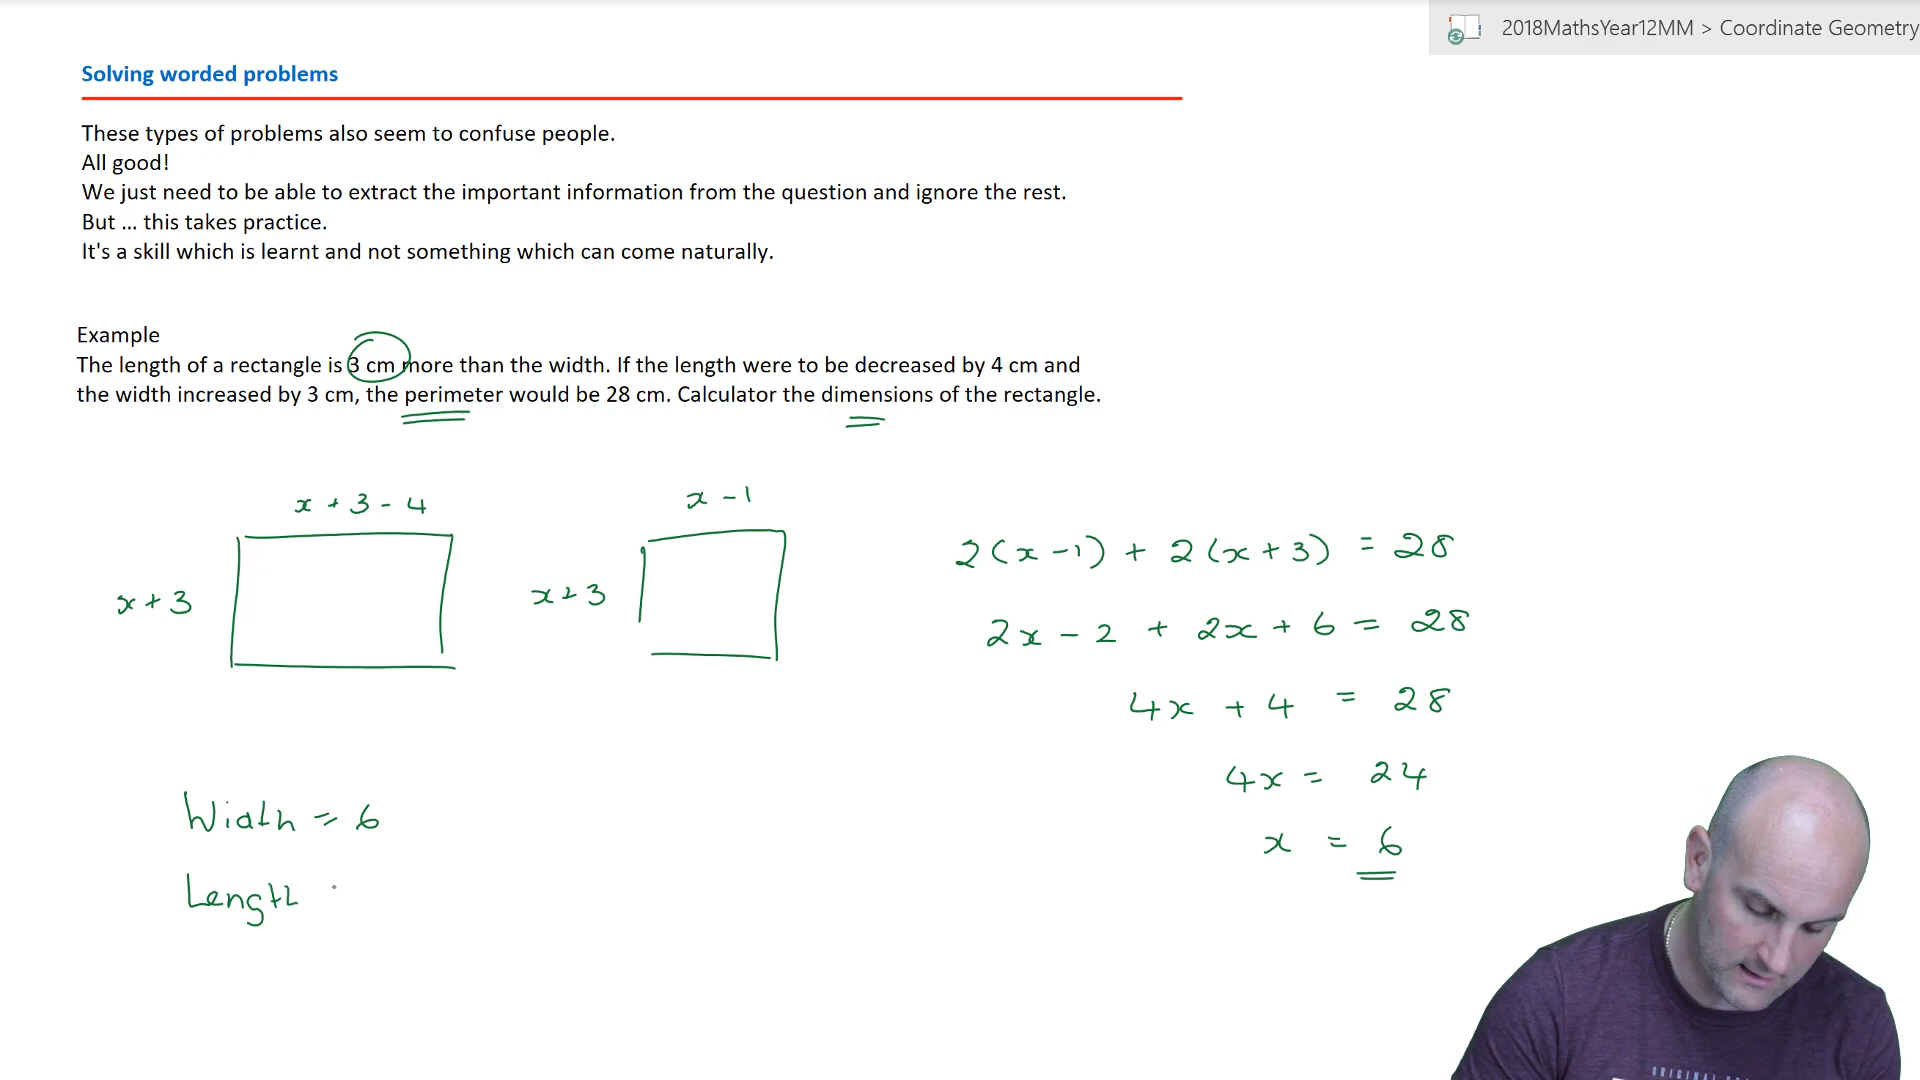 2018MathsYear12MM > Coordinate Geometry
Solving worded problems
These types of problems also seem to confuse people.
All good!
We just need to be able to extract the important information from the question and ignore the rest.
But ... this takes practice.
It's a skill which is learnt and not something which can come naturally.
Example
The length of a rectangle is 3 cm more than the width. If the length were to be decreased by 4 cm and
the width increased by 3 cm, the perimeter would be 28 cm. Calculator the dimensions of the rectangle.
x + 3 - 4
x + 3
x - 1
x + 3
2(x - 1) + 2(x + 3) = 28
2x - 2 + 2x + 6 = 28
4x + 4 = 28
4x = 24
x = 6
Width = 6
Length